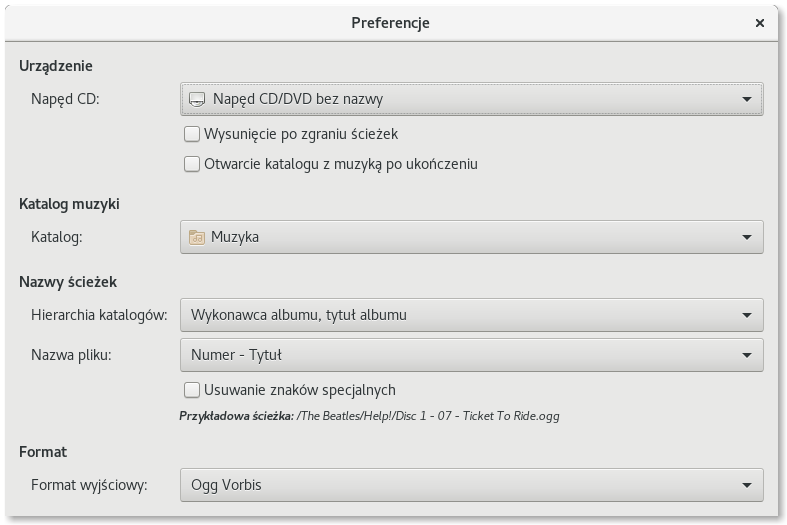 Preferencje
Urządzenie
Napęd CD: Napęd CD/DVD bez nazwy
Wysunięcie po zgraniu ścieżek
Otwarcie katalogu z muzyką po ukończeniu
Katalog muzyki
Katalog: Muzyka
Nazwy ścieżek
Hierarchia katalogów: Wykonawca albumu, tytuł albumu
Nazwa pliku: Numer - Tytuł
Usuwanie znaków specjalnych
Przykładowa ścieżka: /The Beatles/Help!/Disc 1 - 07 - Ticket To Ride.ogg
Format
Format wyjściowy: Ogg Vorbis